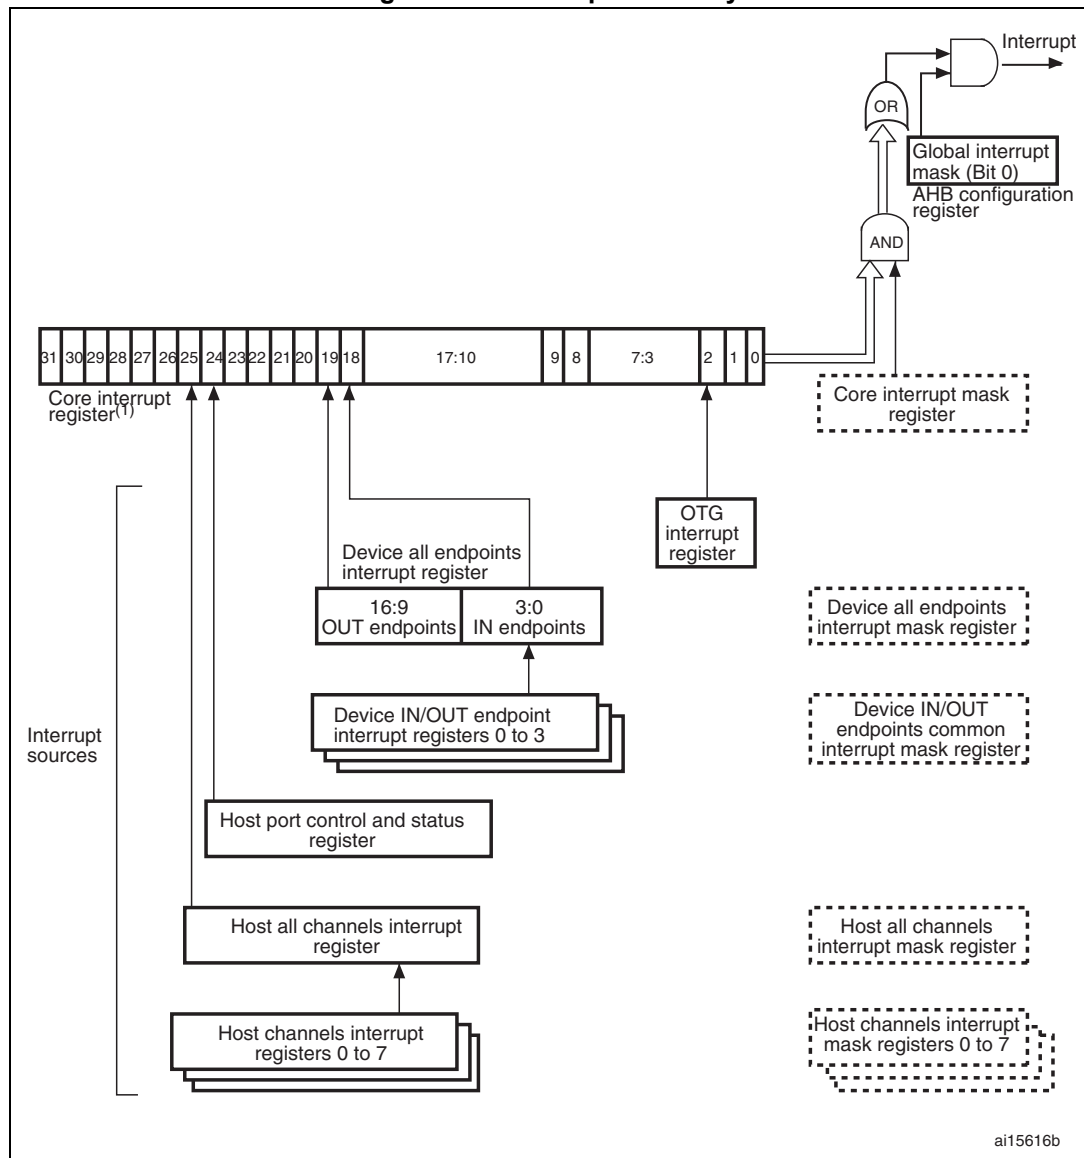 Interrupt
OR
Global interrupt
mask (Bit 0)
AHB configuration
register
AND
31 30 29 28 27 26 25 24 23 22 21 20 19 18 17:10 9 8 7:3 2 1 0
Core interrupt
register(1)
Core interrupt mask
register
OTG
interrupt
register
Device all endpoints
interrupt register
16:9
OUT endpoints
3:0
IN endpoints
Device all endpoints
interrupt mask register
Device IN/OUT endpoint
interrupt registers 0 to 3
Device IN/OUT
endpoints common
interrupt mask register
Interrupt
sources
Host port control and status
register
Host all channels interrupt
register
Host all channels
interrupt mask register
Host channels interrupt
registers 0 to 7
Host channels interrupt
mask registers 0 to 7
ai15616b